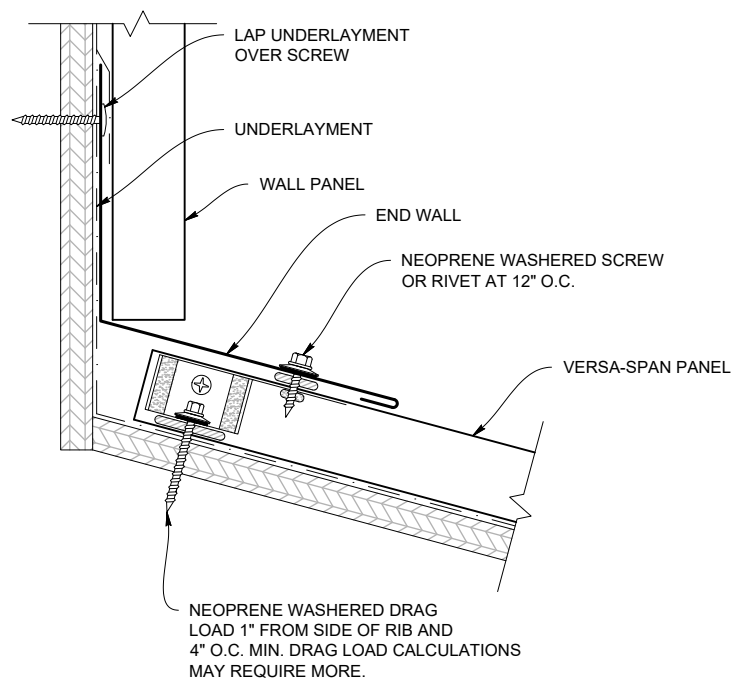 LAP UNDERLAYMENT
OVER SCREW
UNDERLAYMENT
WALL PANEL
END WALL
NEOPRENE WASHERED SCREW
OR RIVET AT 12" O.C.
VERSA-SPAN PANEL
NEOPRENE WASHERED DRAG
LOAD 1" FROM SIDE OF RIB AND
4" O.C. MIN. DRAG LOAD CALCULATIONS
MAY REQUIRE MORE.